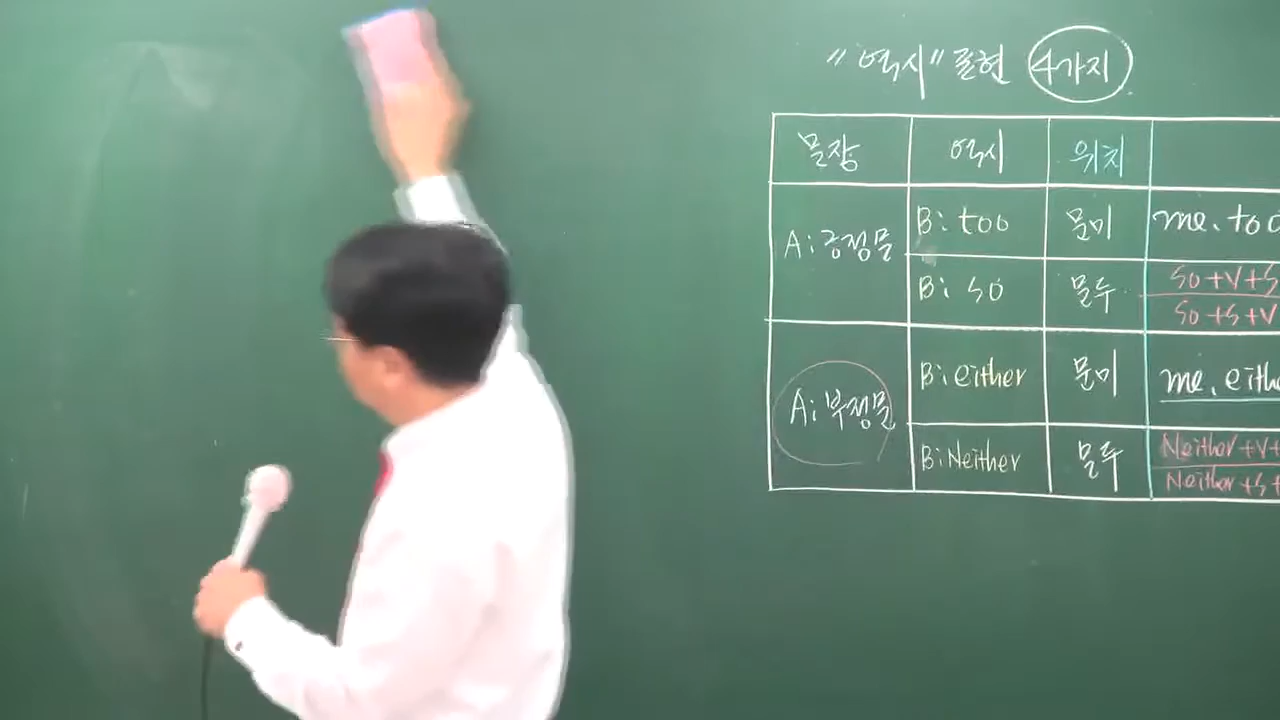 "역시" 표현 4가지
문장 역시 위치
A: 긍정문 B: too 문미 me. too
B: so 문두 So+V+S
So+S+V
A: 부정문 B: either 문미 me. eithe
B: Neither 문두 Neither+V+
Neither+S+